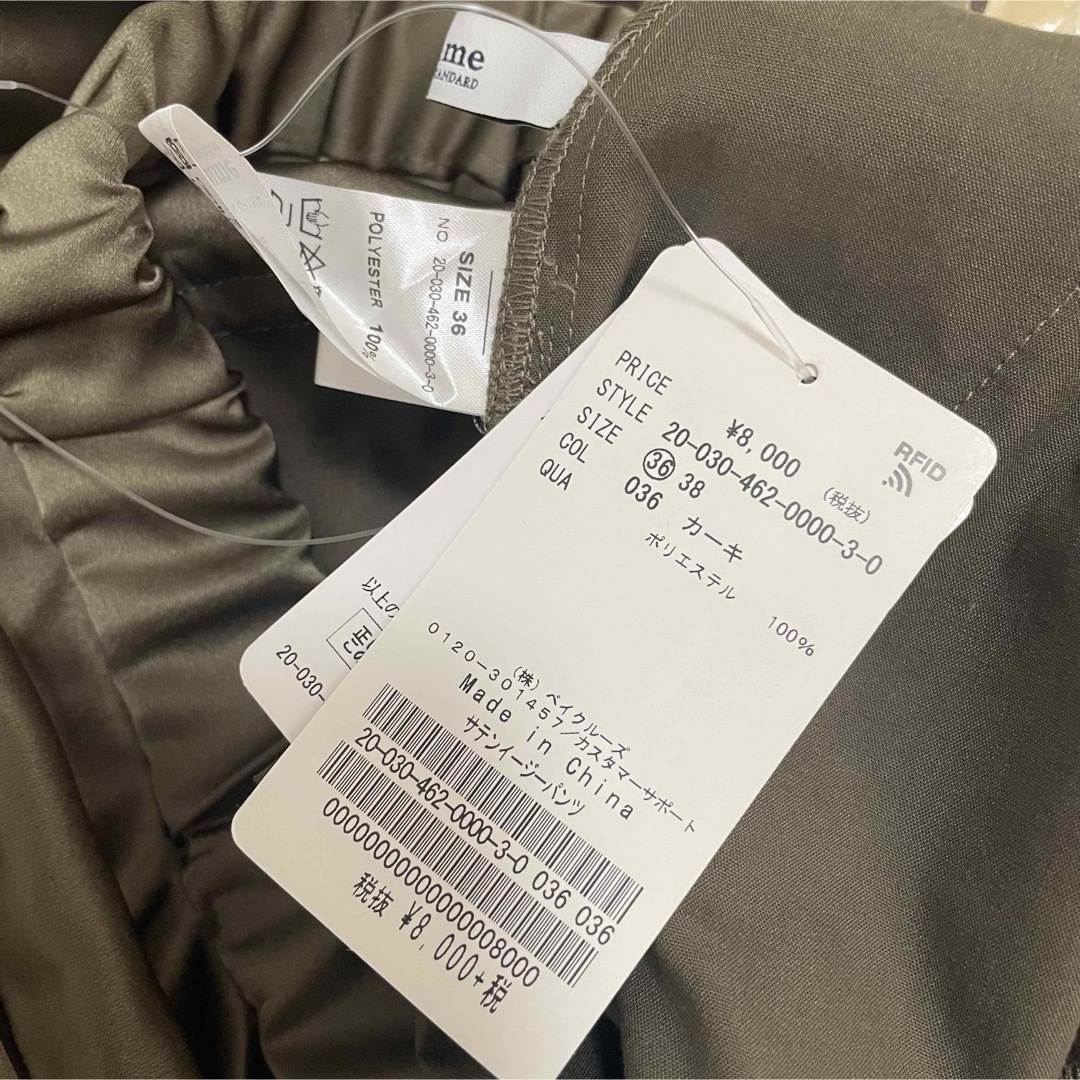 me
STANDARD
SIZE 36
NO 20-030-462-0000-3-0
POLYESTER 100%
PRICE ¥8,000 (税抜)
STYLE 20-030-462-0000-3-0
SIZE 36 38
COL 036 カーキ
QUA ポリエステル 100%
RFID
(株) ベイクルーズ
0120-301457/カスタマーサポート
Made in China
サテンイージーパンツ
20-030-462-0000-3-0 036 036
0000000000000008000
税抜 ¥8,000+税
以上の
20-030-